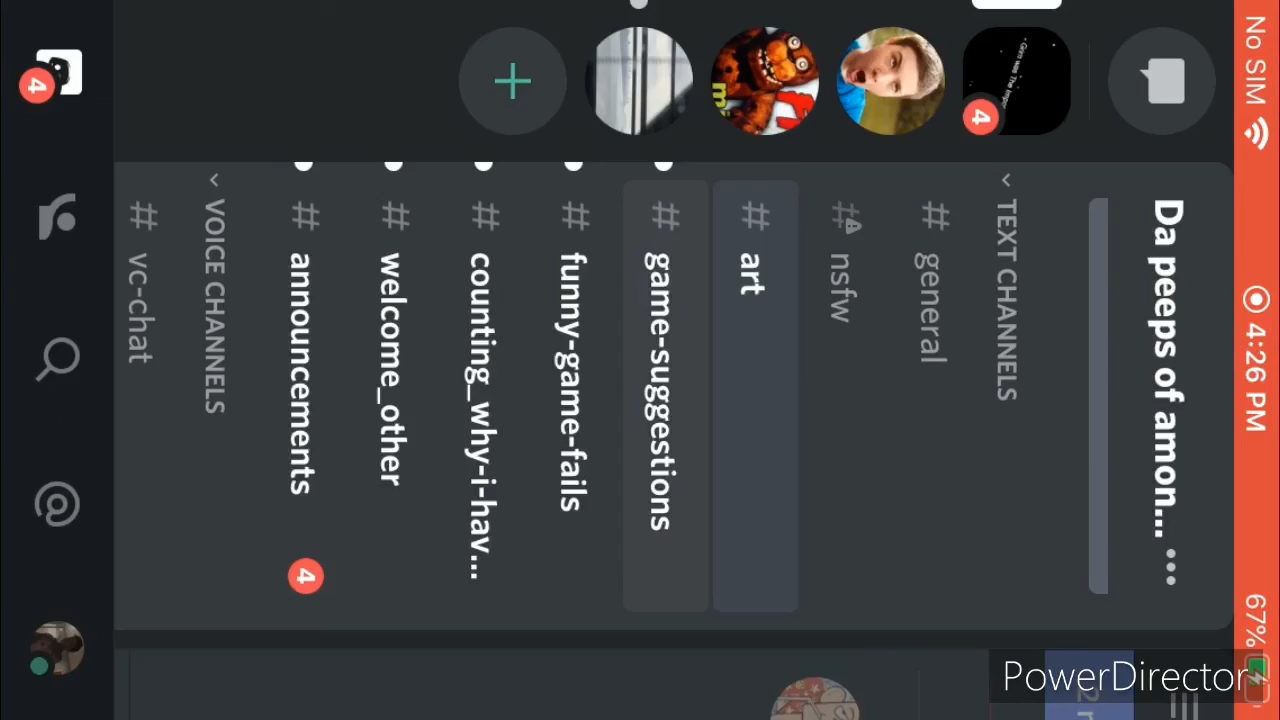 No SIM 4:26 PM 67%
4
Da peeps of amon...
TEXT CHANNELS
# general
# nsfw
# art
# game-suggestions
# funny-game-fails
# counting_why-i-hav...
# welcome_other
# announcements 4
VOICE CHANNELS
# vc-chat
4
PowerDirector